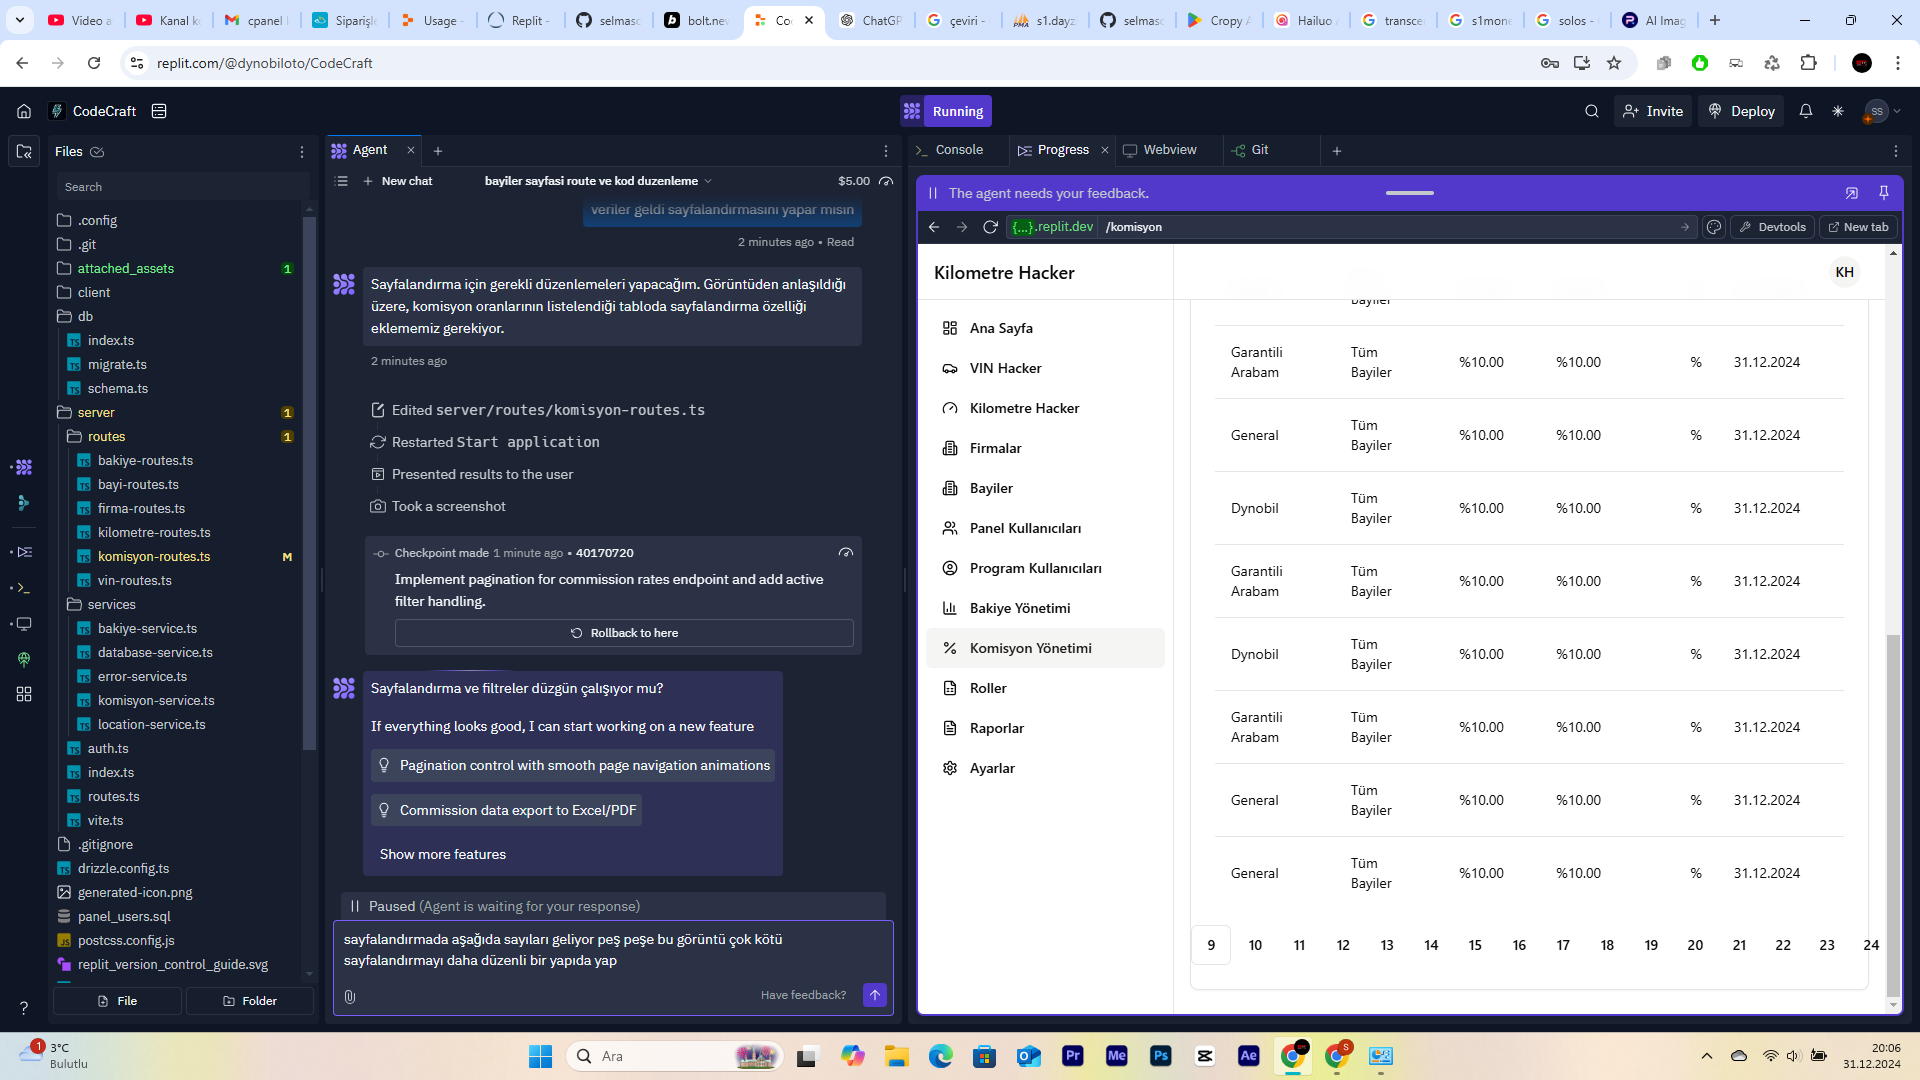 Video a
Kanal k
cpanel
Sipariş
Usage -
Replit -
selmaso
bolt.ne
Co
ChatGP
çeviri -
s1.dayz
selmaso
Cropy A
Hailuo
transce
s1mone
solos -
AI Imag
replit.com/@dynobiloto/CodeCraft
CodeCraft
Running
Invite
Deploy
SS
Files
Search
.config
.git
attached_assets 1
client
db
index.ts
migrate.ts
schema.ts
server 1
routes 1
bakiye-routes.ts
bayi-routes.ts
firma-routes.ts
kilometre-routes.ts
komisyon-routes.ts M
vin-routes.ts
services
bakiye-service.ts
database-service.ts
error-service.ts
komisyon-service.ts
location-service.ts
auth.ts
index.ts
routes.ts
vite.ts
.gitignore
drizzle.config.ts
generated-icon.png
panel_users.sql
postcss.config.js
replit_version_control_guide.svg
File
Folder
Agent
New chat
bayiler sayfasi route ve kod duzenleme
$5.00
veriler geldi sayfalandırmasını yapar mısın
2 minutes ago • Read
Sayfalandırma için gerekli düzenlemeleri yapacağım. Görüntüden anlaşıldığı
üzere, komisyon oranlarının listelendiği tabloda sayfalandırma özelliği
eklememiz gerekiyor.
2 minutes ago
Edited server/routes/komisyon-routes.ts
Restarted Start application
Presented results to the user
Took a screenshot
Checkpoint made 1 minute ago • 40170720
Implement pagination for commission rates endpoint and add active
filter handling.
Rollback to here
Sayfalandırma ve filtreler düzgün çalışıyor mu?
If everything looks good, I can start working on a new feature
Pagination control with smooth page navigation animations
Commission data export to Excel/PDF
Show more features
Paused (Agent is waiting for your response)
sayfalandırmada aşağıda sayıları geliyor peş peşe bu görüntü çok kötü
sayfalandırmayı daha düzenli bir yapıda yap
Have feedback?
Console
Progress
Webview
Git
The agent needs your feedback.
{...}.replit.dev /komisyon
Devtools
New tab
Kilometre Hacker
KH
Ana Sayfa
VIN Hacker
Kilometre Hacker
Firmalar
Bayiler
Panel Kullanıcıları
Program Kullanıcıları
Bakiye Yönetimi
Komisyon Yönetimi
Roller
Raporlar
Ayarlar
Bayiler
Garantili Arabam Tüm Bayiler %10.00 %10.00 % 31.12.2024
General Tüm Bayiler %10.00 %10.00 % 31.12.2024
Dynobil Tüm Bayiler %10.00 %10.00 % 31.12.2024
Garantili Arabam Tüm Bayiler %10.00 %10.00 % 31.12.2024
Dynobil Tüm Bayiler %10.00 %10.00 % 31.12.2024
Garantili Arabam Tüm Bayiler %10.00 %10.00 % 31.12.2024
General Tüm Bayiler %10.00 %10.00 % 31.12.2024
General Tüm Bayiler %10.00 %10.00 % 31.12.2024
9 10 11 12 13 14 15 16 17 18 19 20 21 22 23 24
1
3°C
Bulutlu
Ara
Pr
Me
Ps
Ae
S
20:06
31.12.2024